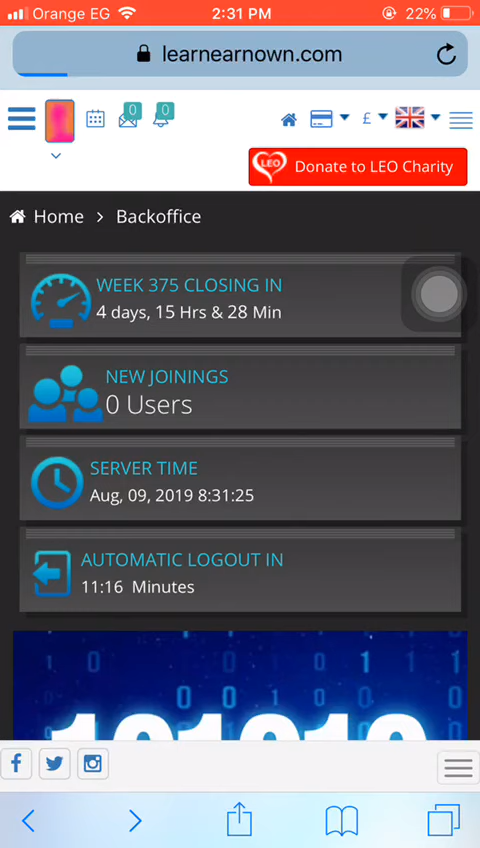 Orange EG 2:31 PM 22%
learnearnown.com
0 0 £
LEO Donate to LEO Charity
Home > Backoffice
WEEK 375 CLOSING IN
4 days, 15 Hrs & 28 Min
NEW JOININGS
0 Users
SERVER TIME
Aug, 09, 2019 8:31:25
AUTOMATIC LOGOUT IN
11:16 Minutes